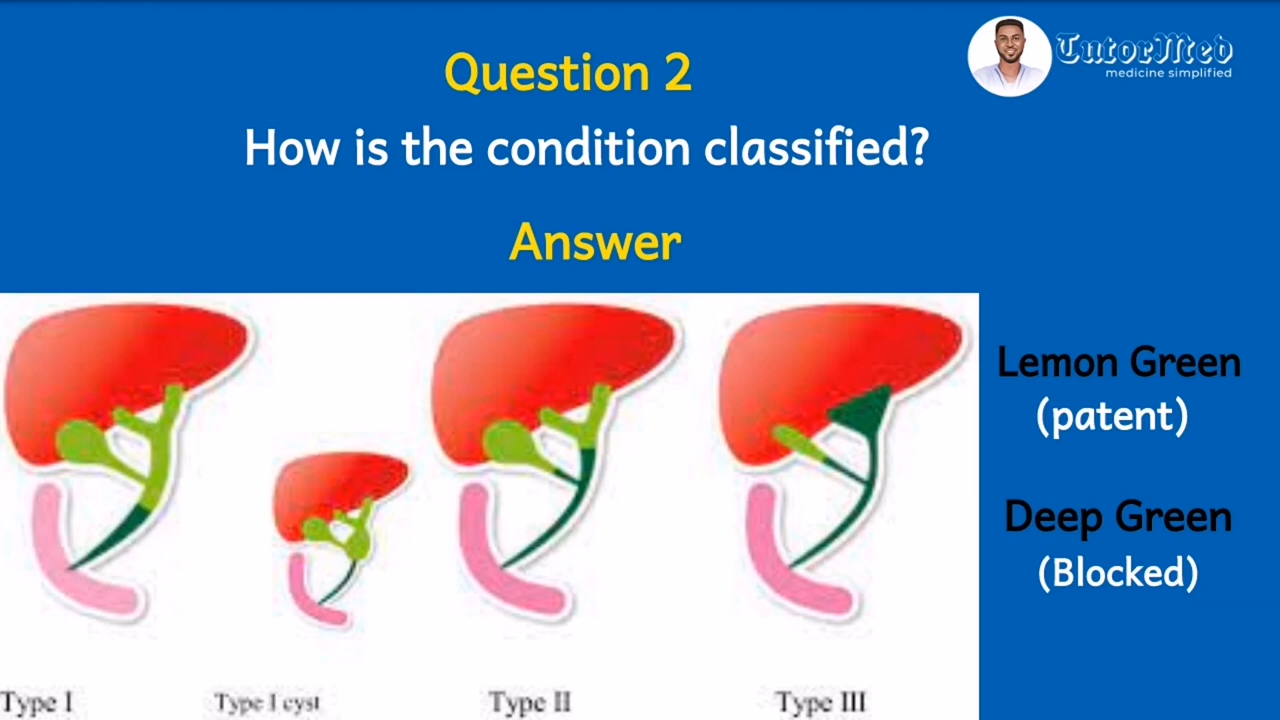 TutorMed
medicine simplified
Question 2
How is the condition classified?
Answer
Lemon Green
(patent)
Deep Green
(Blocked)
Type I
Type I cyst
Type II
Type III